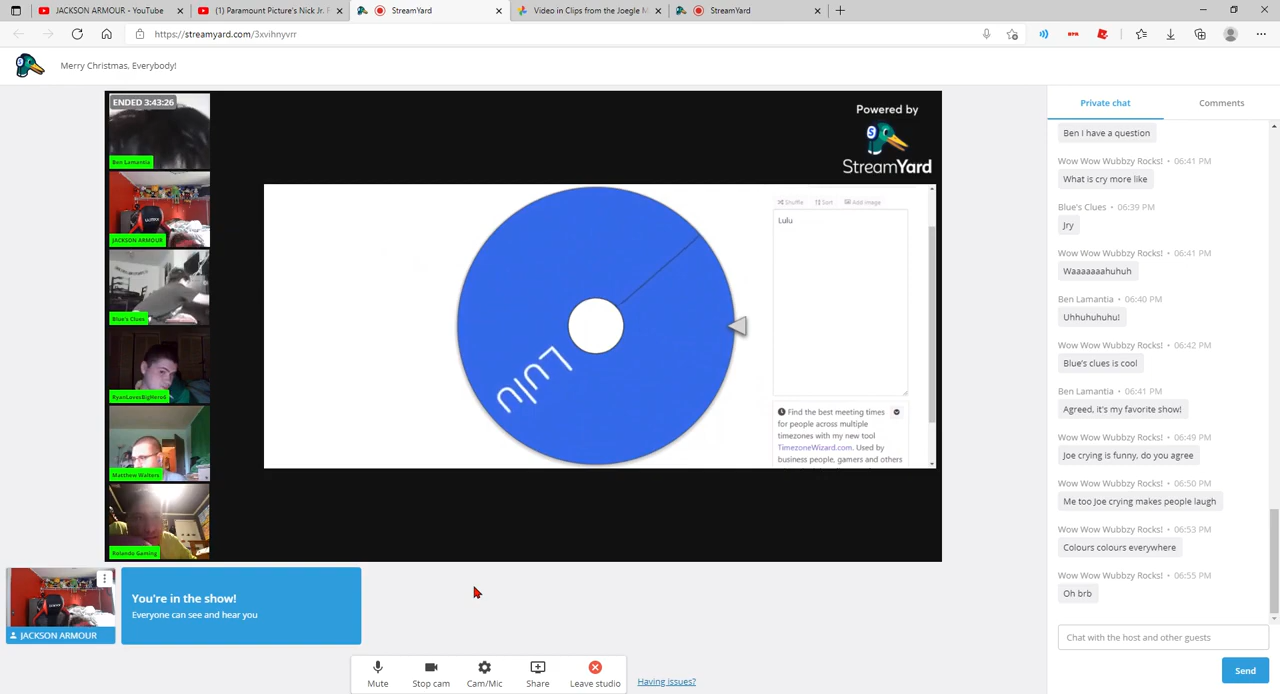 JACKSON ARMOUR - YouTube
(1) Paramount Picture's Nick Jr. F
StreamYard
Video in Clips from the Joegle M
StreamYard
https://streamyard.com/3xvihnyvrr
Merry Christmas, Everybody!
ENDED 3:43:26
Ben Lamantia
JACKSON ARMOUR
Blue's Clues
RyanLovesBigHero6
Matthew Walters
Rolando Gaming
Powered by
StreamYard
Lulu
Shuffle
Sort
Add image
Lulu
Find the best meeting times
for people across multiple
timezones with my new tool
TimezoneWizard.com. Used by
business people, gamers and others
JACKSON ARMOUR
You're in the show!
Everyone can see and hear you
Mute
Stop cam
Cam/Mic
Share
Leave studio
Having issues?
Private chat
Comments
Ben I have a question
Wow Wow Wubbzy Rocks! • 06:41 PM
What is cry more like
Blue's Clues • 06:39 PM
Jry
Wow Wow Wubbzy Rocks! • 06:41 PM
Waaaaaaahuhuh
Ben Lamantia • 06:40 PM
Uhhuhuhuhu!
Wow Wow Wubbzy Rocks! • 06:42 PM
Blue's clues is cool
Ben Lamantia • 06:41 PM
Agreed, it's my favorite show!
Wow Wow Wubbzy Rocks! • 06:49 PM
Joe crying is funny, do you agree
Wow Wow Wubbzy Rocks! • 06:50 PM
Me too Joe crying makes people laugh
Wow Wow Wubbzy Rocks! • 06:53 PM
Colours colours everywhere
Wow Wow Wubbzy Rocks! • 06:55 PM
Oh brb
Chat with the host and other guests
Send